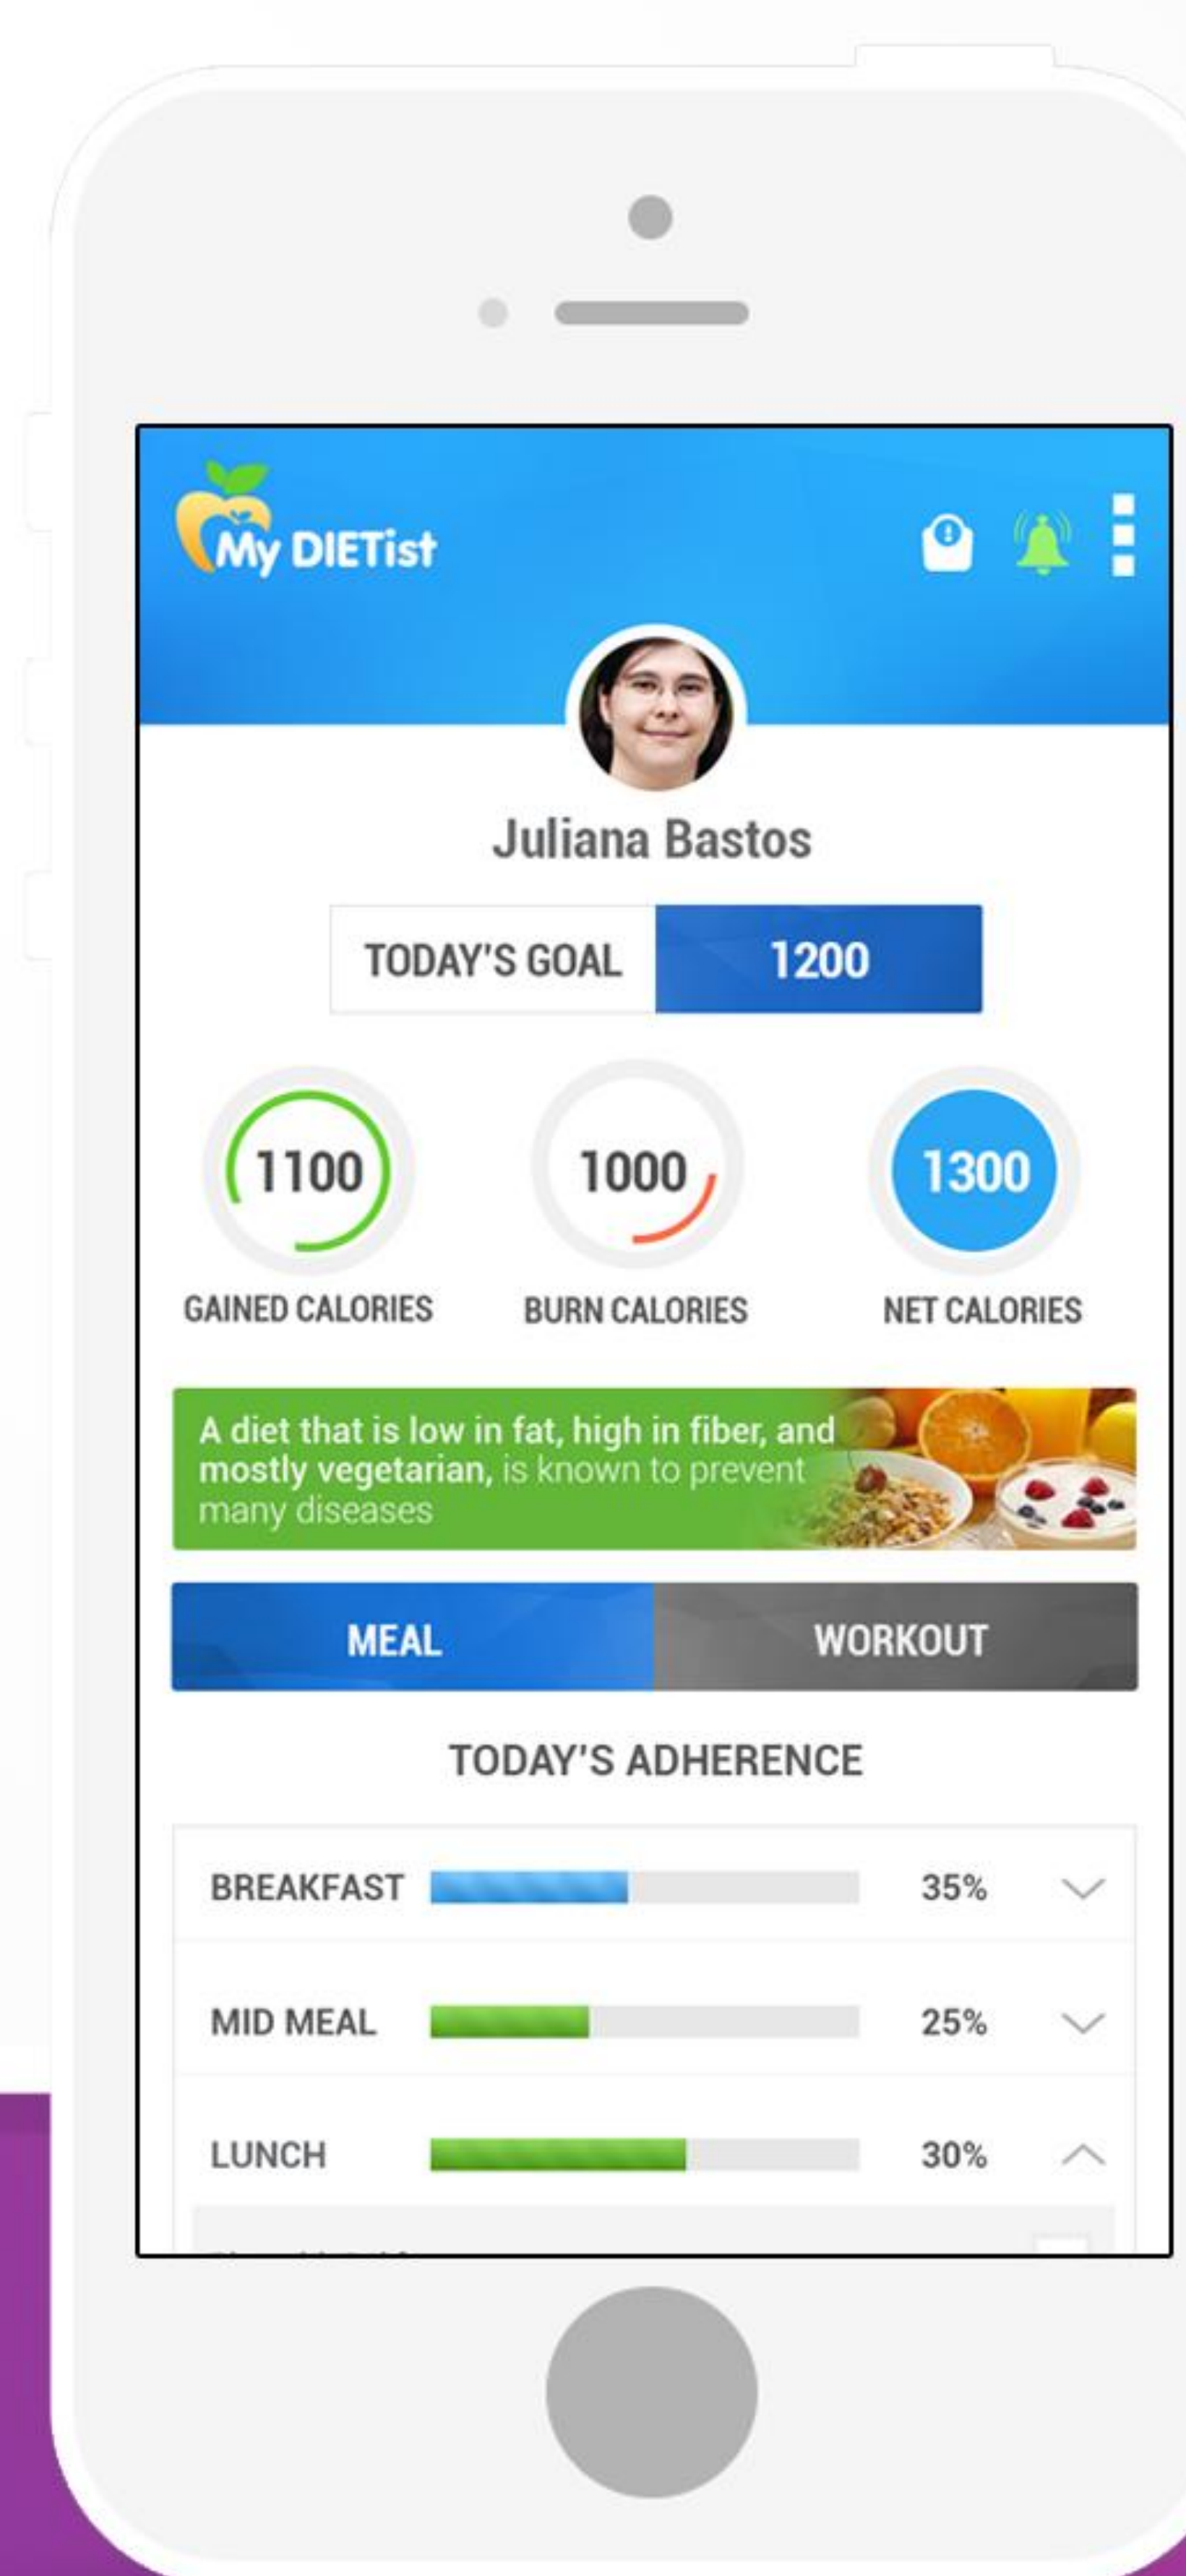 My DIETist
Juliana Bastos
TODAY'S GOAL
1200
1100
1000
1300
GAINED CALORIES
BURN CALORIES
NET CALORIES
A diet that is low in fat, high in fiber, and
mostly vegetarian, is known to prevent
many diseases
MEAL
WORKOUT
TODAY'S ADHERENCE
BREAKFAST 35%
MID MEAL 25%
LUNCH 30%